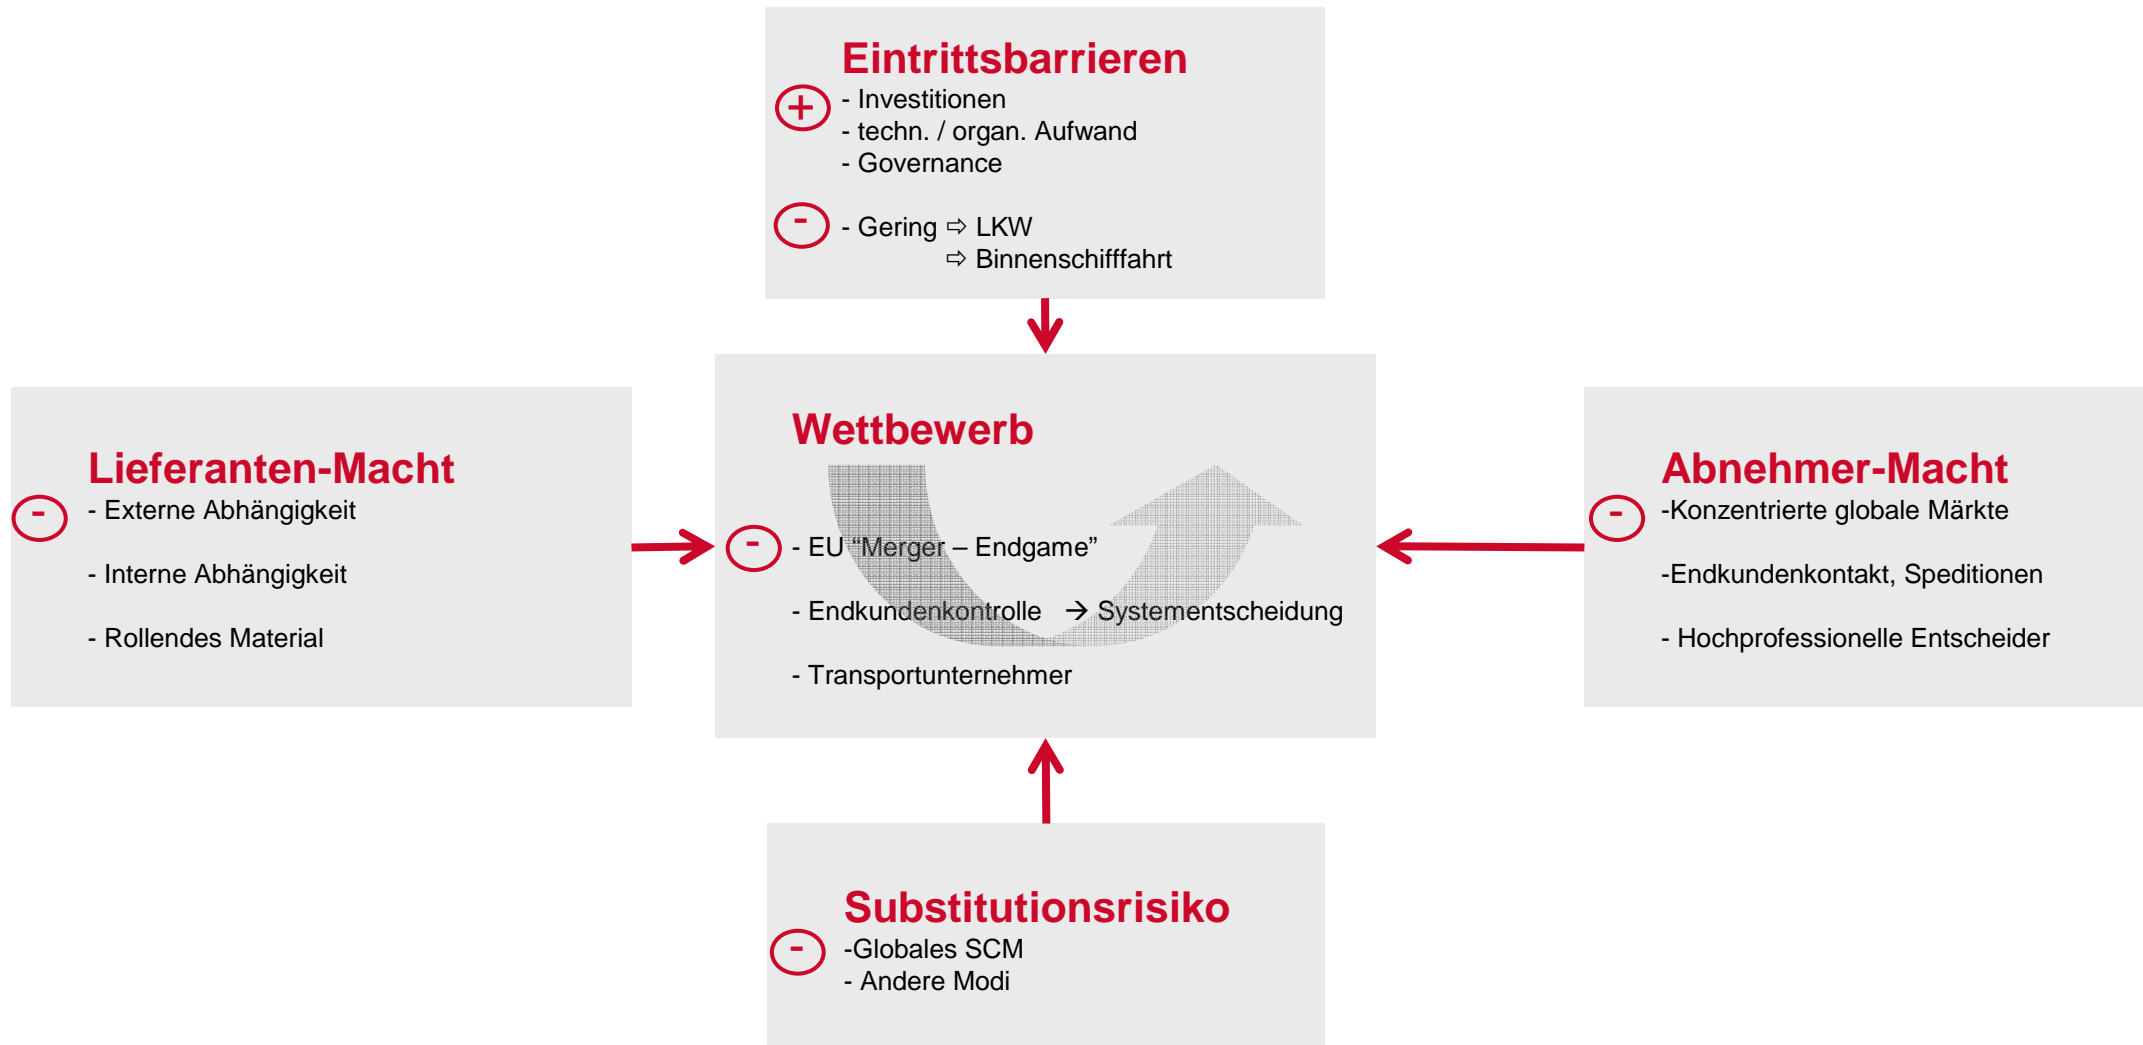 Eintrittsbarrieren
+
- Investitionen
- techn. / organ. Aufwand
- Governance
-
- Gering ⇨ LKW
⇨ Binnenschifffahrt
Lieferanten-Macht
-
- Externe Abhängigkeit
- Interne Abhängigkeit
- Rollendes Material
Wettbewerb
-
- EU “Merger – Endgame”
- Endkundenkontrolle → Systementscheidung
- Transportunternehmer
Abnehmer-Macht
-
-Konzentrierte globale Märkte
-Endkundenkontakt, Speditionen
- Hochprofessionelle Entscheider
Substitutionsrisiko
-
-Globales SCM
- Andere Modi